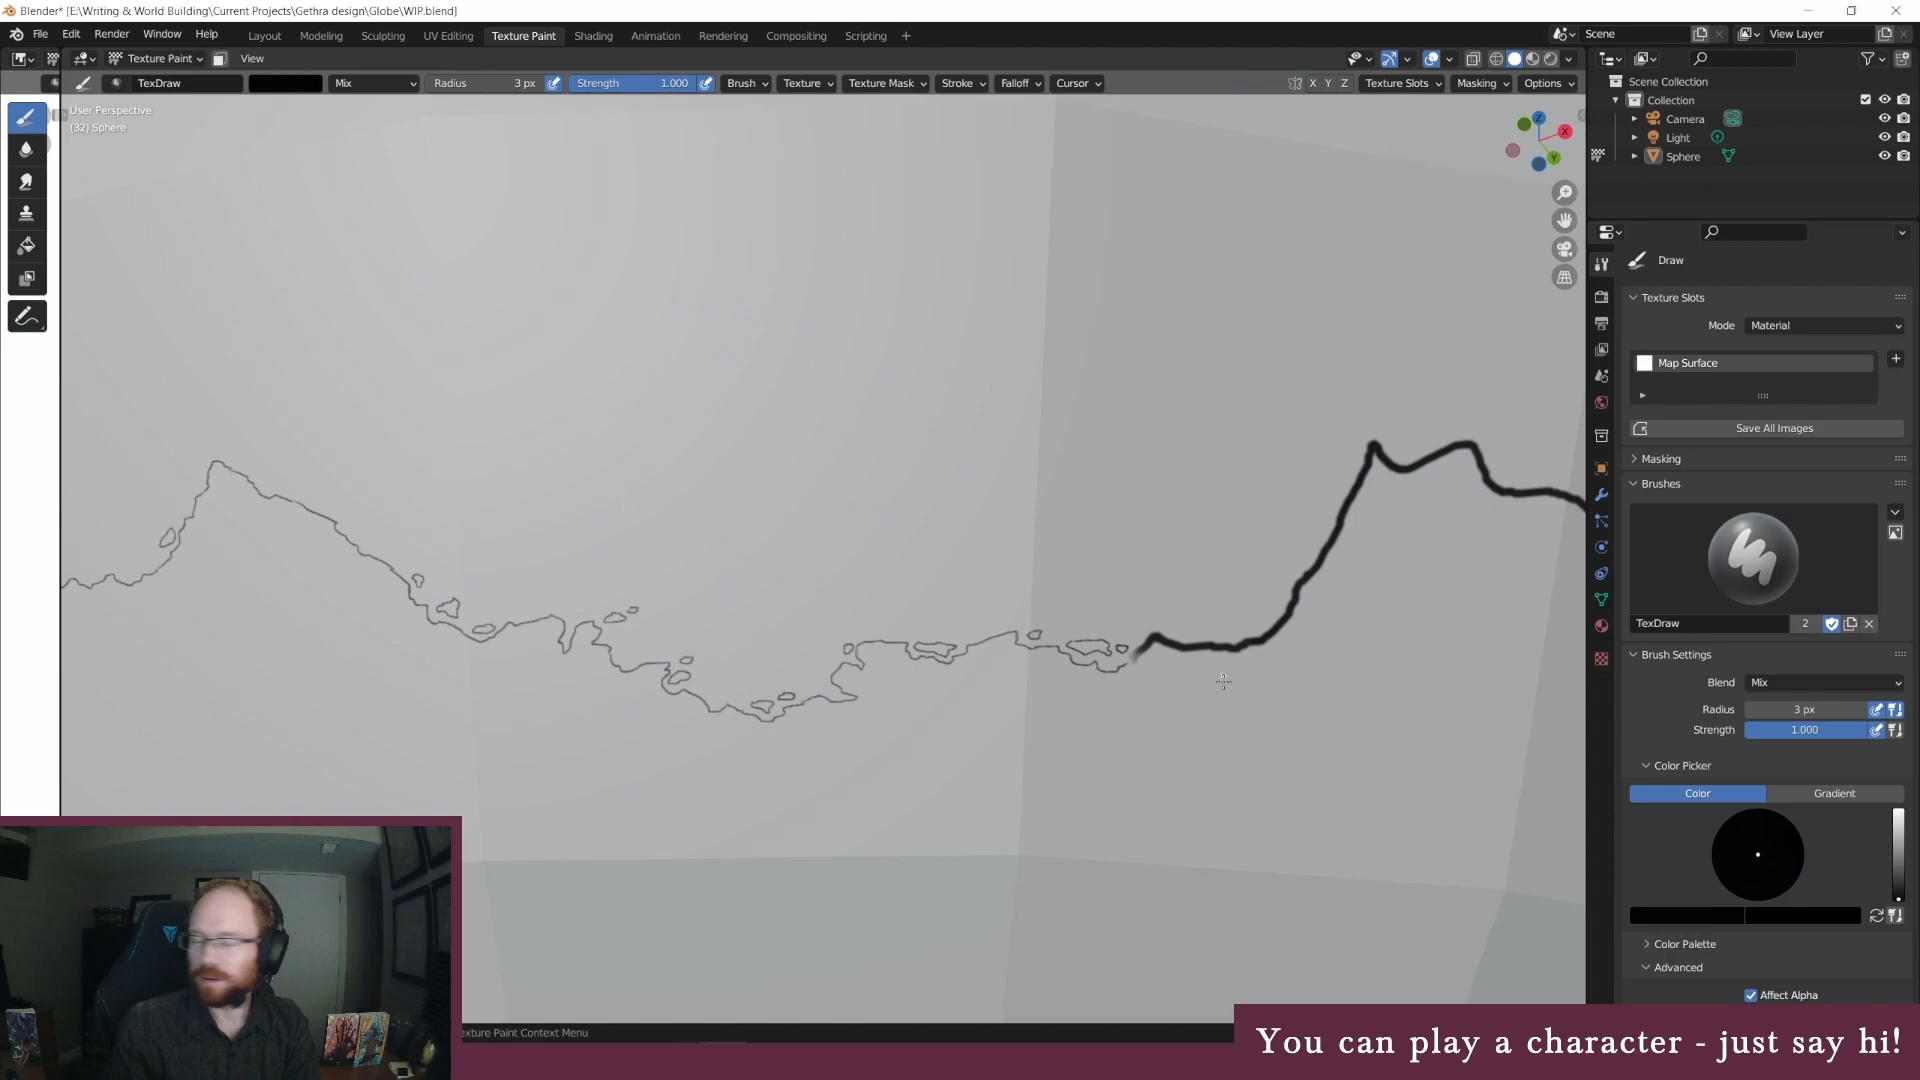 Blender* [E:\Writing & World Building\Current Projects\Gethra design\Globe\WIP.blend]
File Edit Render Window Help Layout Modeling Sculpting UV Editing Texture Paint Shading Animation Rendering Compositing Scripting + Scene View Layer
Texture Paint View
TexDraw Mix Radius 3 px Strength 1.000 Brush Texture Texture Mask Stroke Falloff Cursor X Y Z Texture Slots Masking Options
User Perspective
(32) Sphere
Z
X
Y
Scene Collection
Collection
Camera
Light
Sphere
Draw
Texture Slots
Mode Material
Map Surface
Save All Images
Masking
Brushes
TexDraw 2
Brush Settings
Blend Mix
Radius 3 px
Strength 1.000
Color Picker
Color Gradient
Color Palette
Advanced
Affect Alpha
exture Paint Context Menu
You can play a character - just say hi!